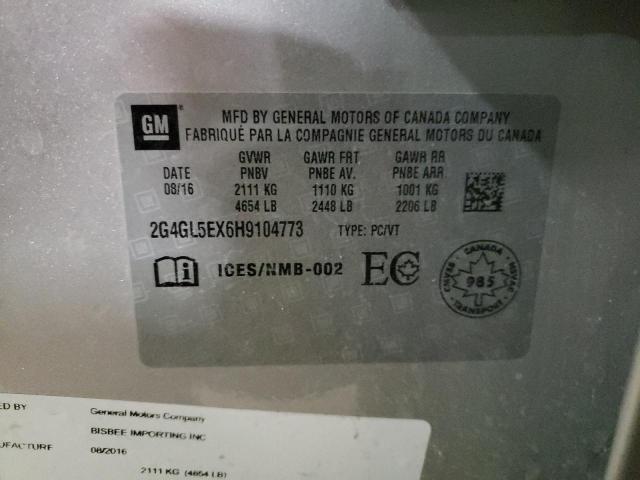 GM
MFD BY GENERAL MOTORS OF CANADA COMPANY
FABRIQUÉ PAR LA COMPAGNIE GENERAL MOTORS DU CANADA
GVWR GAWR FRT GAWR RR
DATE PNBV PNBE AV. PNBE ARR
08/16 2111 KG 1110 KG 1001 KG
4654 LB 2448 LB 2206 LB
2G4GL5EX6H9104773 TYPE: PC/VT
ICES/NMB-002 EC
CANADA
985
TRANSPORT
ED BY General Motors Company
BISBEE IMPORTING INC
UFACTURE 08/2016
2111 KG (4654 LB)